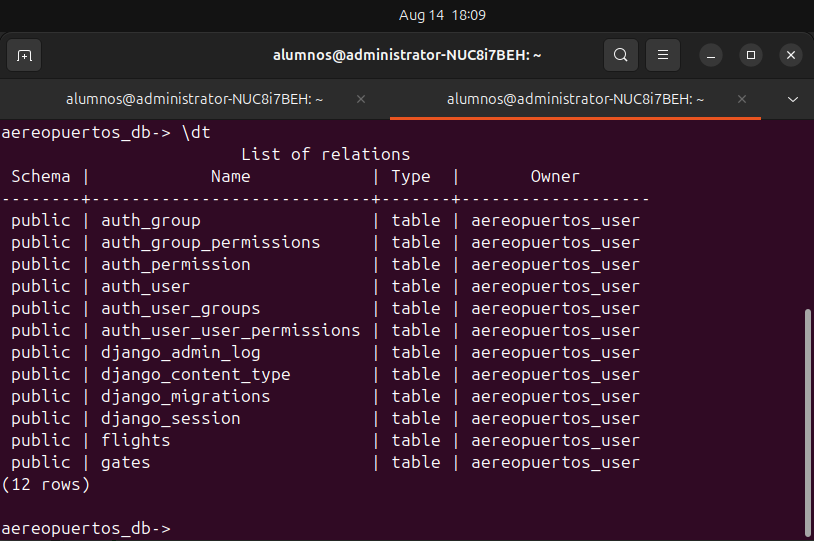 Aug 14 18:09
alumnos@administrator-NUC8i7BEH: ~
alumnos@administrator-NUC8i7BEH: ~ alumnos@administrator-NUC8i7BEH: ~
aereopuertos_db-> \dt
                        List of relations
 Schema |            Name            | Type  |       Owner
--------+----------------------------+-------+-------------------
 public | auth_group                 | table | aereopuertos_user
 public | auth_group_permissions     | table | aereopuertos_user
 public | auth_permission            | table | aereopuertos_user
 public | auth_user                  | table | aereopuertos_user
 public | auth_user_groups           | table | aereopuertos_user
 public | auth_user_user_permissions | table | aereopuertos_user
 public | django_admin_log           | table | aereopuertos_user
 public | django_content_type        | table | aereopuertos_user
 public | django_migrations          | table | aereopuertos_user
 public | django_session             | table | aereopuertos_user
 public | flights                    | table | aereopuertos_user
 public | gates                      | table | aereopuertos_user
(12 rows)
aereopuertos_db->